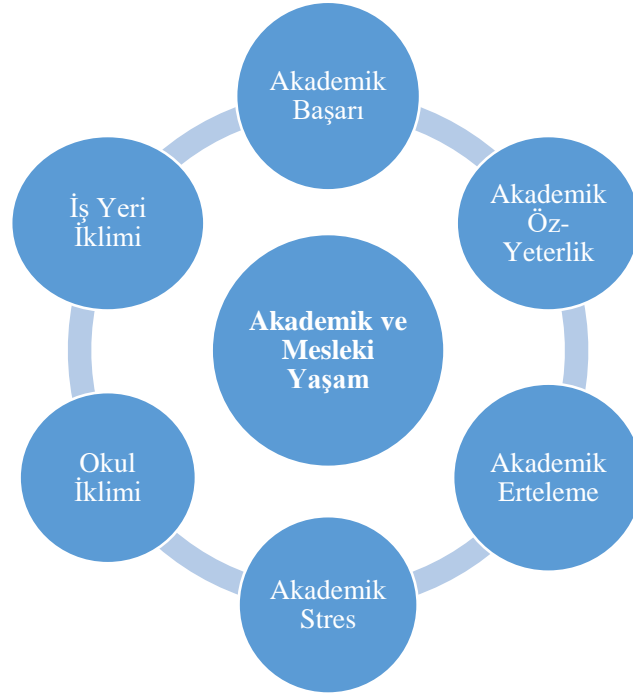 Akademik
Başarı
Akademik
Öz-
Yeterlik
Akademik
Erteleme
Akademik
Stres
Okul
İklimi
İş Yeri
İklimi
Akademik ve
Mesleki
Yaşam